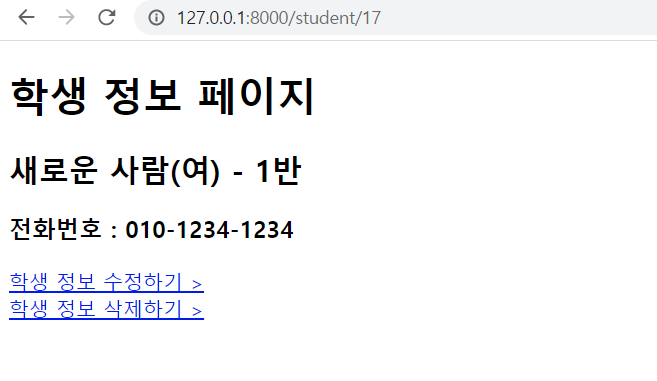 127.0.0.1:8000/student/17
학생 정보 페이지
새로운 사람(여) - 1반
전화번호 : 010-1234-1234
학생 정보 수정하기 >
학생 정보 삭제하기 >